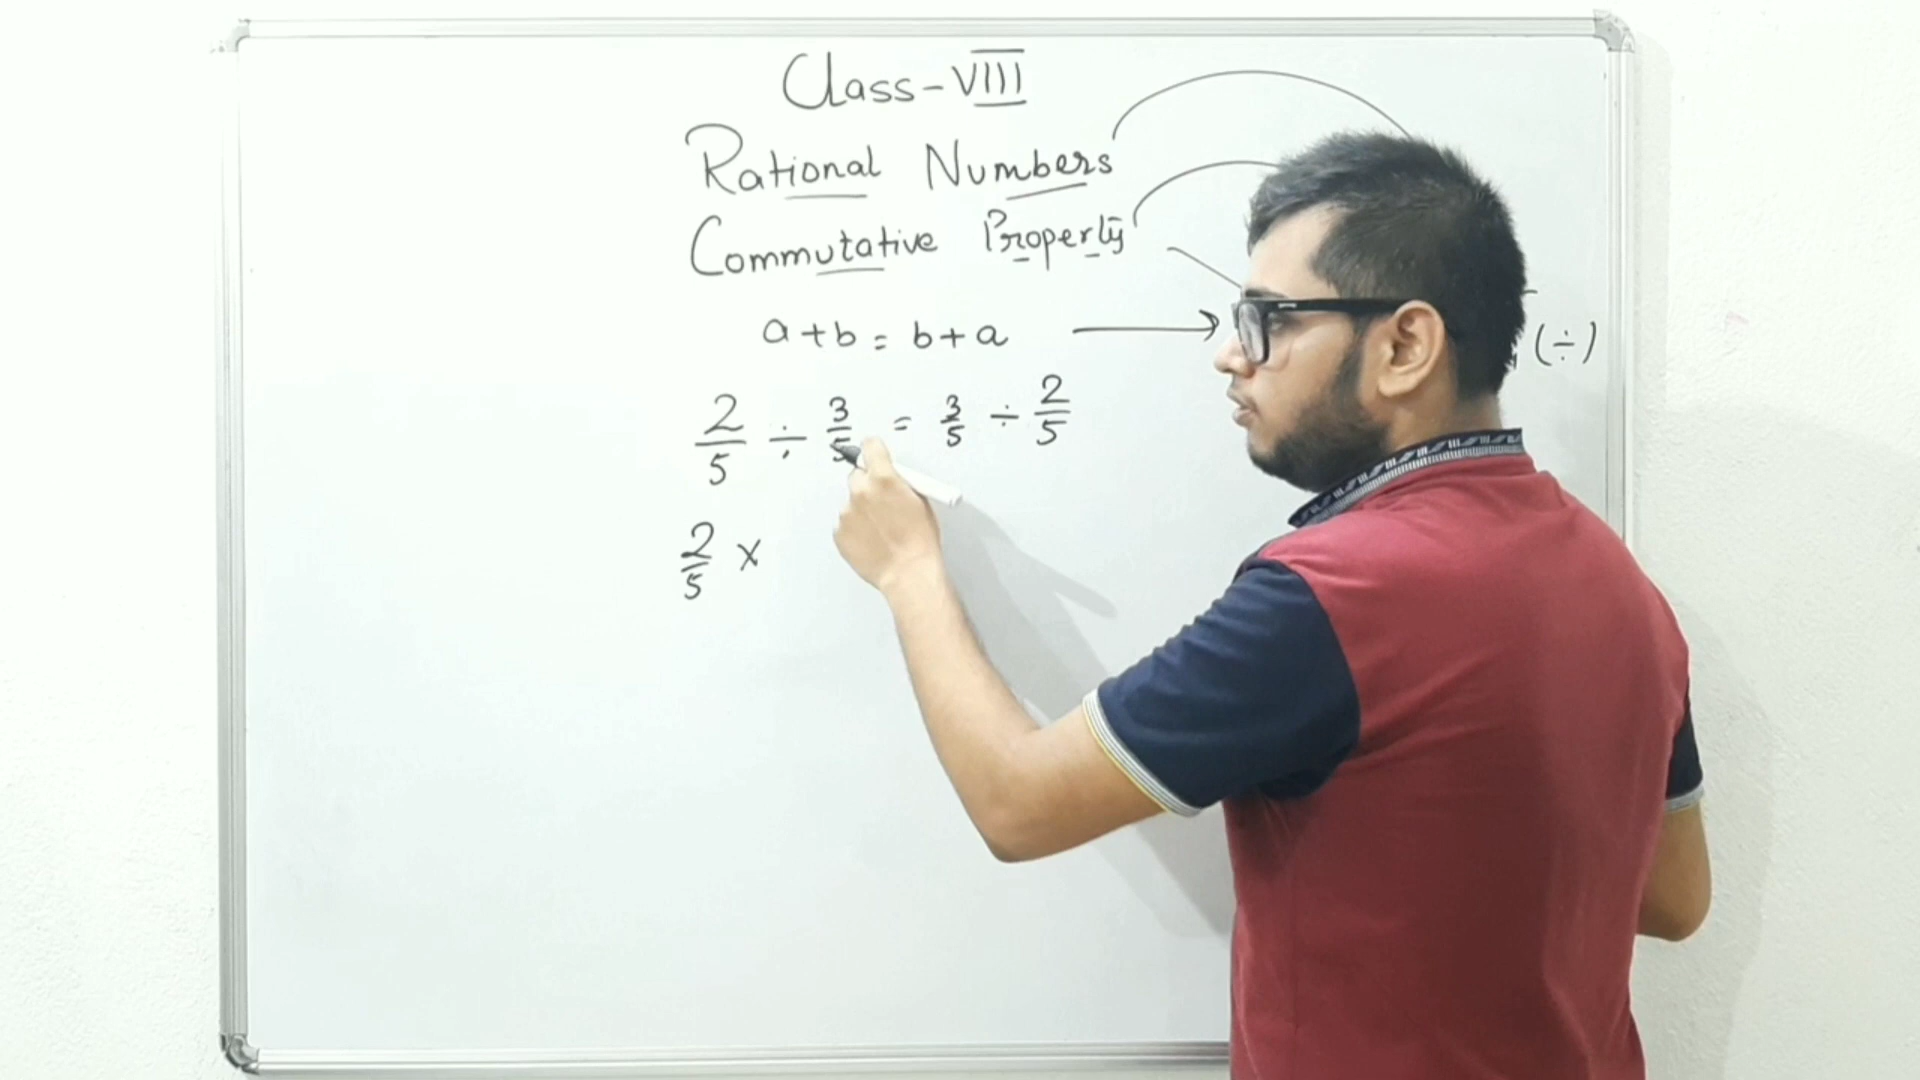 Class-VIII
Rational Numbers
Commutative Property
a+b = b+a (÷)
2/5 ÷ 3/5 = 3/5 ÷ 2/5
2/5 ×